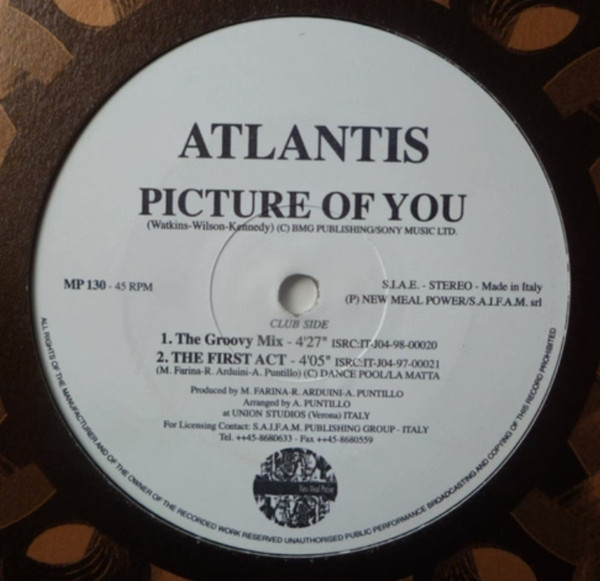 ATLANTIS
PICTURE OF YOU
(Watkins-Wilson-Kennedy) (C) BMG PUBLISHING/SONY MUSIC LTD.
MP 130 - 45 RPM
S.I.A.E. - STEREO - Made in Italy
(P) NEW MEAL POWER/S.A.I.F.A.M. srl
CLUB SIDE
1. The Groovy Mix - 4'27" ISRC:IT-J04-98-00020
2. THE FIRST ACT - 4'05" ISRC:IT-J04-97-00021
(M. Farina-R. Arduini-A. Puntillo) (C) DANCE POOL/LA MATTA
Produced by M. FARINA-R. ARDUINI-A. PUNTILLO
Arranged by A. PUNTILLO
at UNION STUDIOS (Verona) ITALY
For Licensing Contact: S.A.I.F.A.M. PUBLISHING GROUP - ITALY
Tel. ++45-8680633 - Fax ++45-8680559
New Meal Power
ALL RIGHTS OF THE MANUFACTURER AND OF THE OWNER OF THE RECORDED WORK RESERVED UNAUTHORISED PUBLIC PERFORMANCE BROADCASTING AND COPYING OF THIS RECORD PROHIBITED